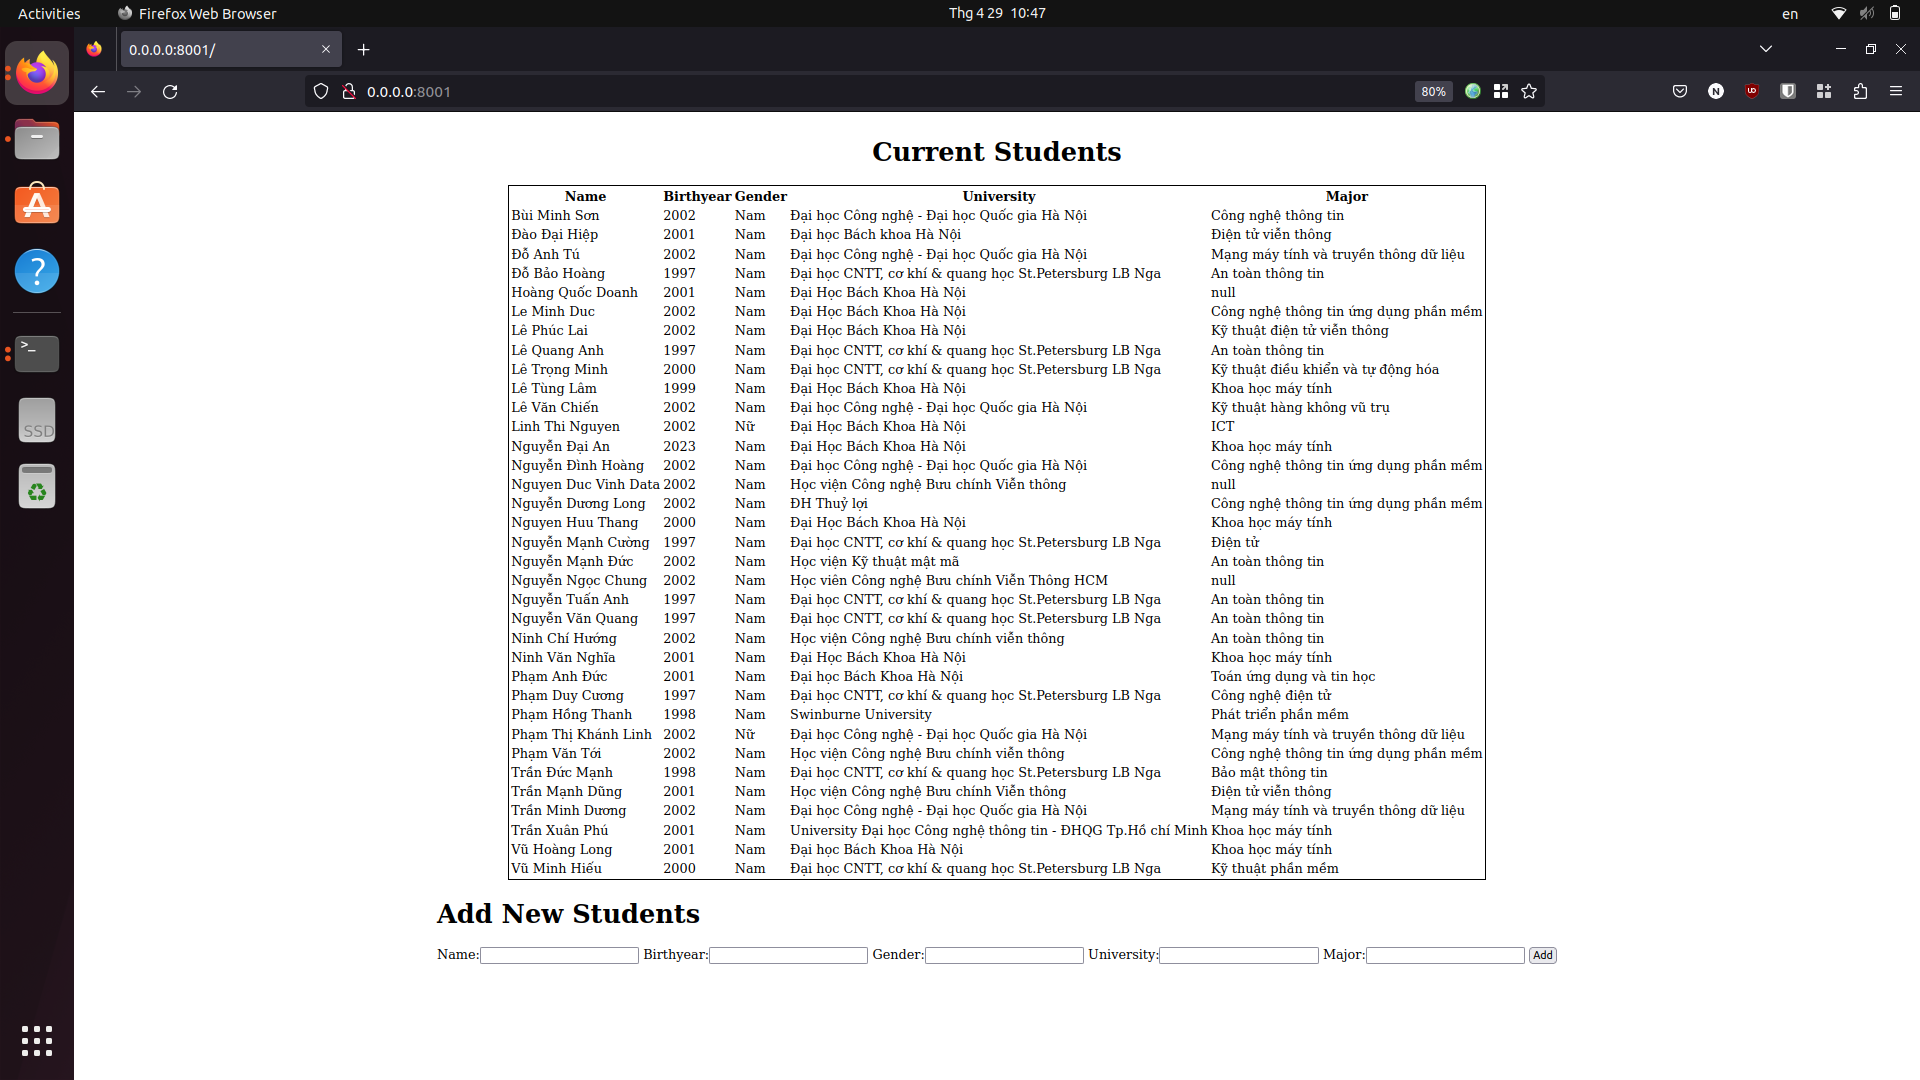 Activities Firefox Web Browser Thg 4 29 10:47 en
0.0.0.0:8001/
0.0.0.0:8001 80% N UD
Current Students
Name Birthyear Gender University Major
Bùi Minh Sơn 2002 Nam Đại học Công nghệ - Đại học Quốc gia Hà Nội Công nghệ thông tin
Đào Đại Hiệp 2001 Nam Đại học Bách khoa Hà Nội Điện tử viễn thông
Đỗ Anh Tú 2002 Nam Đại học Công nghệ - Đại học Quốc gia Hà Nội Mạng máy tính và truyền thông dữ liệu
Đỗ Bảo Hoàng 1997 Nam Đại học CNTT, cơ khí & quang học St.Petersburg LB Nga An toàn thông tin
Hoàng Quốc Doanh 2001 Nam Đại Học Bách Khoa Hà Nội null
Le Minh Duc 2002 Nam Đại Học Bách Khoa Hà Nội Công nghệ thông tin ứng dụng phần mềm
Lê Phúc Lai 2002 Nam Đại Học Bách Khoa Hà Nội Kỹ thuật điện tử viễn thông
Lê Quang Anh 1997 Nam Đại học CNTT, cơ khí & quang học St.Petersburg LB Nga An toàn thông tin
Lê Trọng Minh 2000 Nam Đại học CNTT, cơ khí & quang học St.Petersburg LB Nga Kỹ thuật điều khiển và tự động hóa
Lê Tùng Lâm 1999 Nam Đại Học Bách Khoa Hà Nội Khoa học máy tính
Lê Văn Chiến 2002 Nam Đại học Công nghệ - Đại học Quốc gia Hà Nội Kỹ thuật hàng không vũ trụ
Linh Thi Nguyen 2002 Nữ Đại Học Bách Khoa Hà Nội ICT
Nguyễn Đại An 2023 Nam Đại Học Bách Khoa Hà Nội Khoa học máy tính
Nguyễn Đình Hoàng 2002 Nam Đại học Công nghệ - Đại học Quốc gia Hà Nội Công nghệ thông tin ứng dụng phần mềm
Nguyen Duc Vinh Data 2002 Nam Học viện Công nghệ Bưu chính Viễn thông null
Nguyễn Dương Long 2002 Nam ĐH Thuỷ lợi Công nghệ thông tin ứng dụng phần mềm
Nguyen Huu Thang 2000 Nam Đại Học Bách Khoa Hà Nội Khoa học máy tính
Nguyễn Mạnh Cường 1997 Nam Đại học CNTT, cơ khí & quang học St.Petersburg LB Nga Điện tử
Nguyễn Mạnh Đức 2002 Nam Học viện Kỹ thuật mật mã An toàn thông tin
Nguyễn Ngọc Chung 2002 Nam Học viên Công nghệ Bưu chính Viễn Thông HCM null
Nguyễn Tuấn Anh 1997 Nam Đại học CNTT, cơ khí & quang học St.Petersburg LB Nga An toàn thông tin
Nguyễn Văn Quang 1997 Nam Đại học CNTT, cơ khí & quang học St.Petersburg LB Nga An toàn thông tin
Ninh Chí Hướng 2002 Nam Học viện Công nghệ Bưu chính viễn thông An toàn thông tin
Ninh Văn Nghĩa 2001 Nam Đại Học Bách Khoa Hà Nội Khoa học máy tính
Phạm Anh Đức 2001 Nam Đại học Bách Khoa Hà Nội Toán ứng dụng và tin học
Phạm Duy Cương 1997 Nam Đại học CNTT, cơ khí & quang học St.Petersburg LB Nga Công nghệ điện tử
Phạm Hồng Thanh 1998 Nam Swinburne University Phát triển phần mềm
Phạm Thị Khánh Linh 2002 Nữ Đại học Công nghệ - Đại học Quốc gia Hà Nội Mạng máy tính và truyền thông dữ liệu
Phạm Văn Tới 2002 Nam Học viện Công nghệ Bưu chính viễn thông Công nghệ thông tin ứng dụng phần mềm
Trần Đức Mạnh 1998 Nam Đại học CNTT, cơ khí & quang học St.Petersburg LB Nga Bảo mật thông tin
Trần Mạnh Dũng 2001 Nam Học viện Công nghệ Bưu chính Viễn thông Điện tử viễn thông
Trần Minh Dương 2002 Nam Đại học Công nghệ - Đại học Quốc gia Hà Nội Mạng máy tính và truyền thông dữ liệu
Trần Xuân Phú 2001 Nam University Đại học Công nghệ thông tin - ĐHQG Tp.Hồ chí Minh Khoa học máy tính
Vũ Hoàng Long 2001 Nam Đại học Bách Khoa Hà Nội Khoa học máy tính
Vũ Minh Hiếu 2000 Nam Đại học CNTT, cơ khí & quang học St.Petersburg LB Nga Kỹ thuật phần mềm
Add New Students
Name: Birthyear: Gender: University: Major: Add
SSD